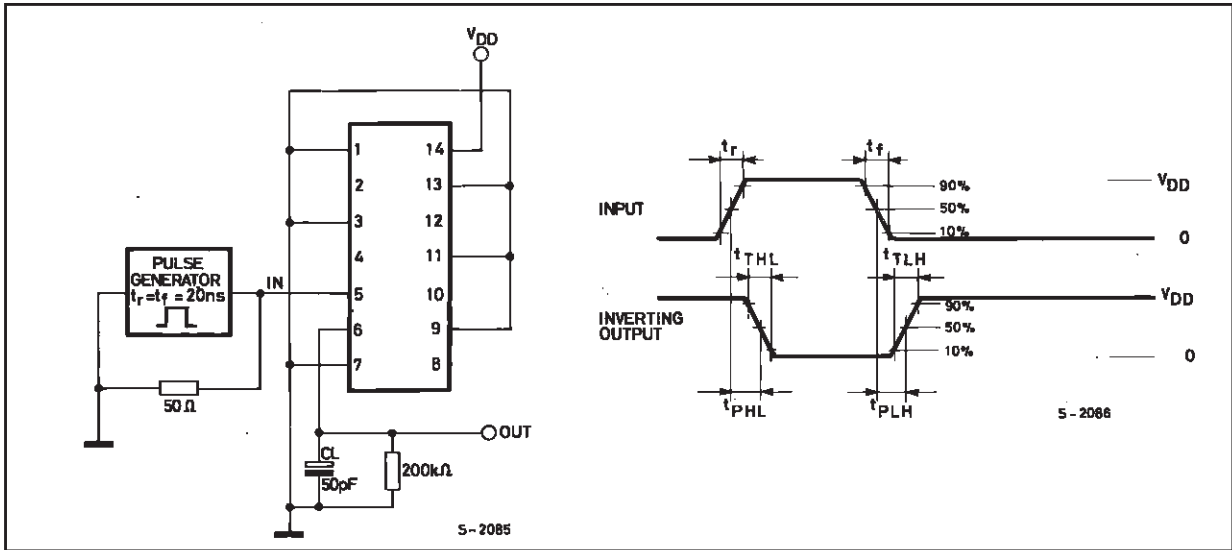 VDD
1 14
2 13
3 12
4 11
5 10
6 9
7 8
PULSE
GENERATOR
tr=tf=20ns
IN
50Ω
OUT
CL
50pF
200kΩ
S-2085
tr
tf
INPUT
90%
50%
10%
VDD
0
tTHL
tTLH
INVERTING
OUTPUT
VDD
90%
50%
10%
0
tPHL
tPLH
S-2086